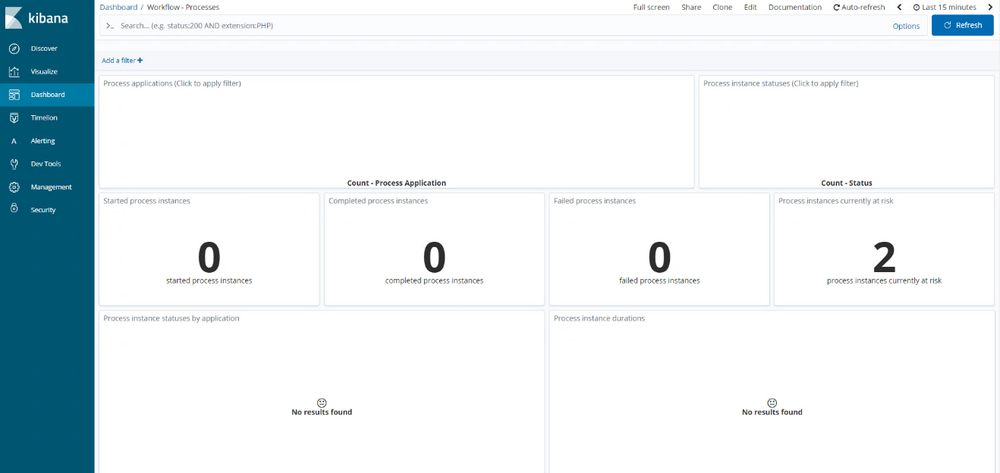 kibana
Discover
Visualize
Dashboard
Timelion
A Alerting
Dev Tools
Management
Security
Dashboard / Workflow - Processes
Full screen Share Clone Edit Documentation Auto-refresh Last 15 minutes
>_ Search... (e.g. status:200 AND extension:PHP) Options Refresh
Add a filter +
Process applications (Click to apply filter)
Count - Process Application
Process instance statuses (Click to apply filter)
Count - Status
Started process instances
0
started process instances
Completed process instances
0
completed process instances
Failed process instances
0
failed process instances
Process instances currently at risk
2
process instances currently at risk
Process instance statuses by application
No results found
Process instance durations
No results found